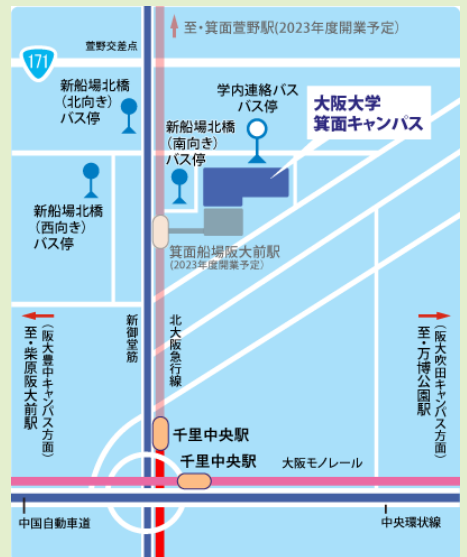 至・箕面萱野駅(2023年度開業予定)
萱野交差点
171
新船場北橋
(北向き)
バス停
学内連絡バス
バス停
大阪大学
箕面キャンパス
新船場北橋
(南向き)
バス停
新船場北橋
(西向き)
バス停
箕面船場阪大前駅
(2023年度開業予定)
新御堂筋
北大阪急行線
(阪大豊中キャンパス方面)
至・柴原阪大前駅
(阪大吹田キャンパス方面)
至・万博公園駅
千里中央駅
千里中央駅
大阪モノレール
中国自動車道
中央環状線